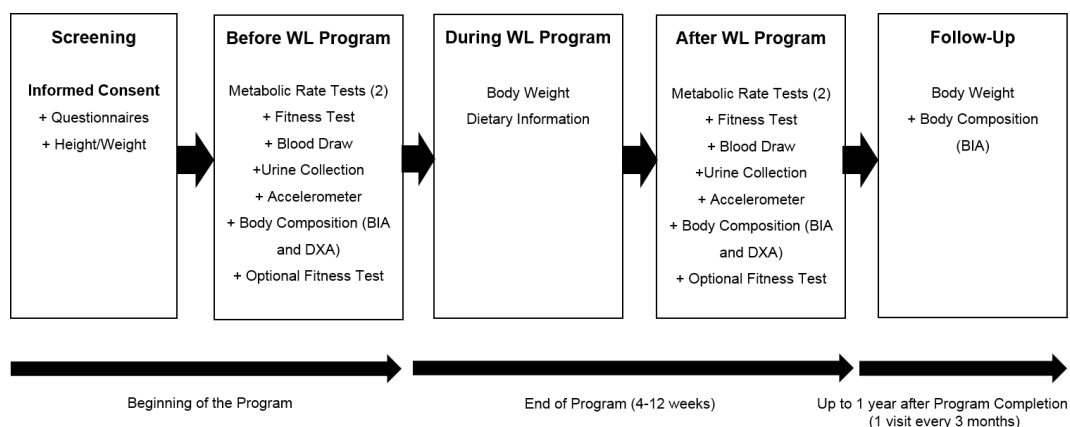 Screening
Informed Consent
+ Questionnaires
+ Height/Weight
Before WL Program
Metabolic Rate Tests (2)
+ Fitness Test
+ Blood Draw
+Urine Collection
+ Accelerometer
+ Body Composition (BIA
and DXA)
+ Optional Fitness Test
During WL Program
Body Weight
Dietary Information
After WL Program
Metabolic Rate Tests (2)
+ Fitness Test
+ Blood Draw
+Urine Collection
+ Accelerometer
+ Body Composition (BIA
and DXA)
+ Optional Fitness Test
Follow-Up
Body Weight
+ Body Composition
(BIA)
Beginning of the Program
End of Program (4-12 weeks)
Up to 1 year after Program Completion
(1 visit every 3 months)